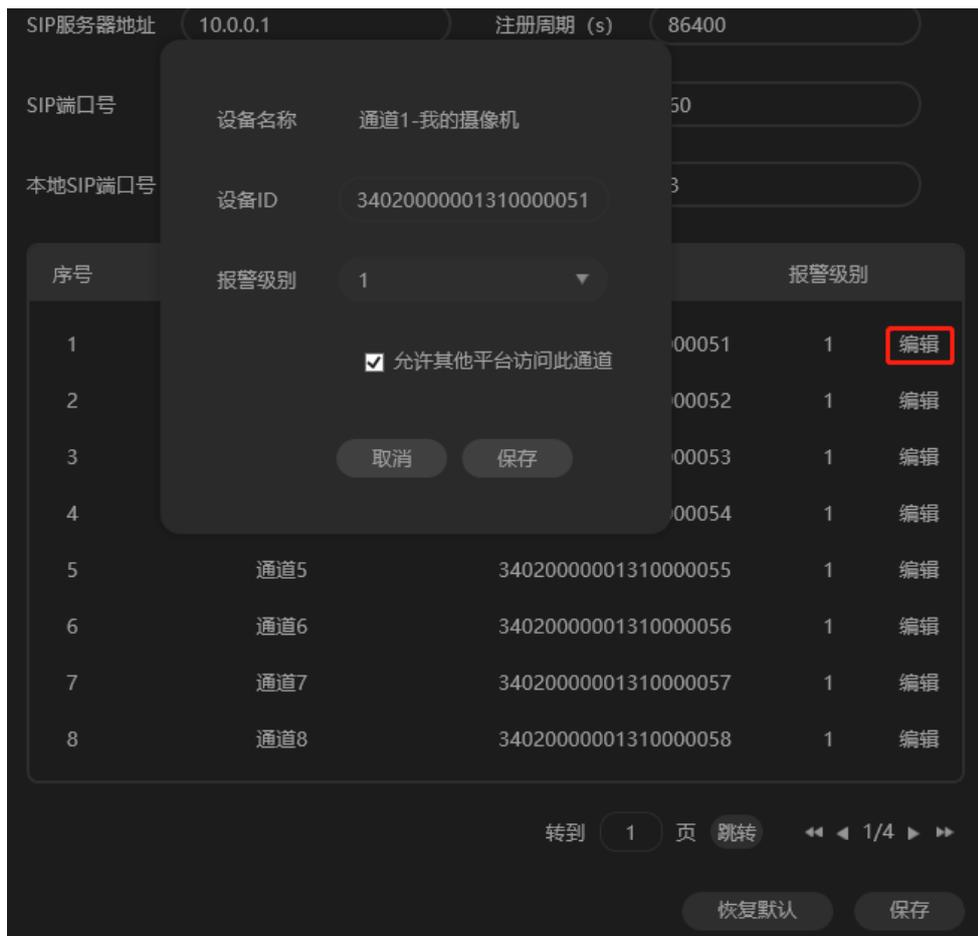 SIP服务器地址 10.0.0.1 注册周期 (s) 86400
SIP端口号 60
本地SIP端口号 3
设备名称 通道1-我的摄像机
设备ID 34020000001310000051
报警级别 1
允许其他平台访问此通道
取消 保存
序号 报警级别
1 00051 1 编辑
2 00052 1 编辑
3 00053 1 编辑
4 00054 1 编辑
5 通道5 34020000001310000055 1 编辑
6 通道6 34020000001310000056 1 编辑
7 通道7 34020000001310000057 1 编辑
8 通道8 34020000001310000058 1 编辑
转到 1 页 跳转 1/4
恢复默认 保存